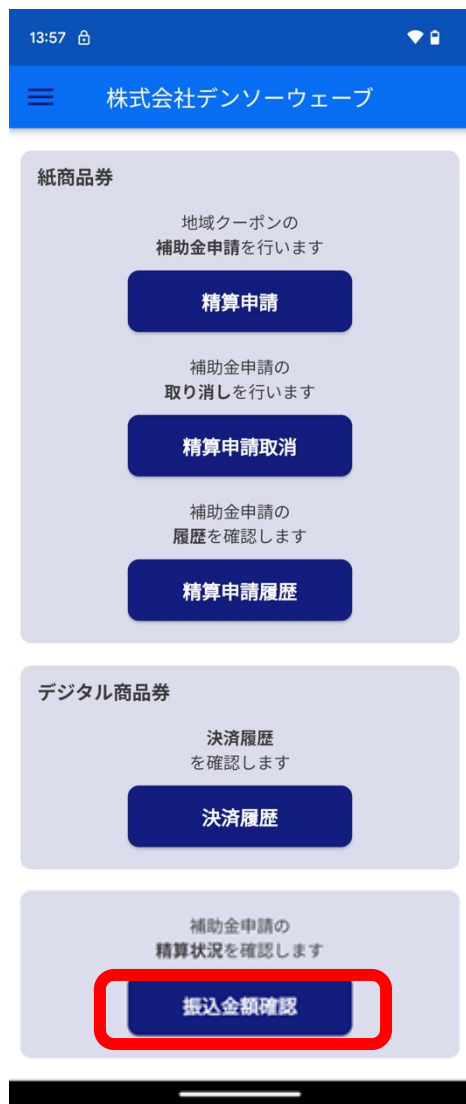 13:57
株式会社デンソーウェーブ
紙商品券
地域クーポンの
補助金申請を行います
精算申請
補助金申請の
取り消しを行います
精算申請取消
補助金申請の
履歴を確認します
精算申請履歴
デジタル商品券
決済履歴
を確認します
決済履歴
補助金申請の
精算状況を確認します
振込金額確認